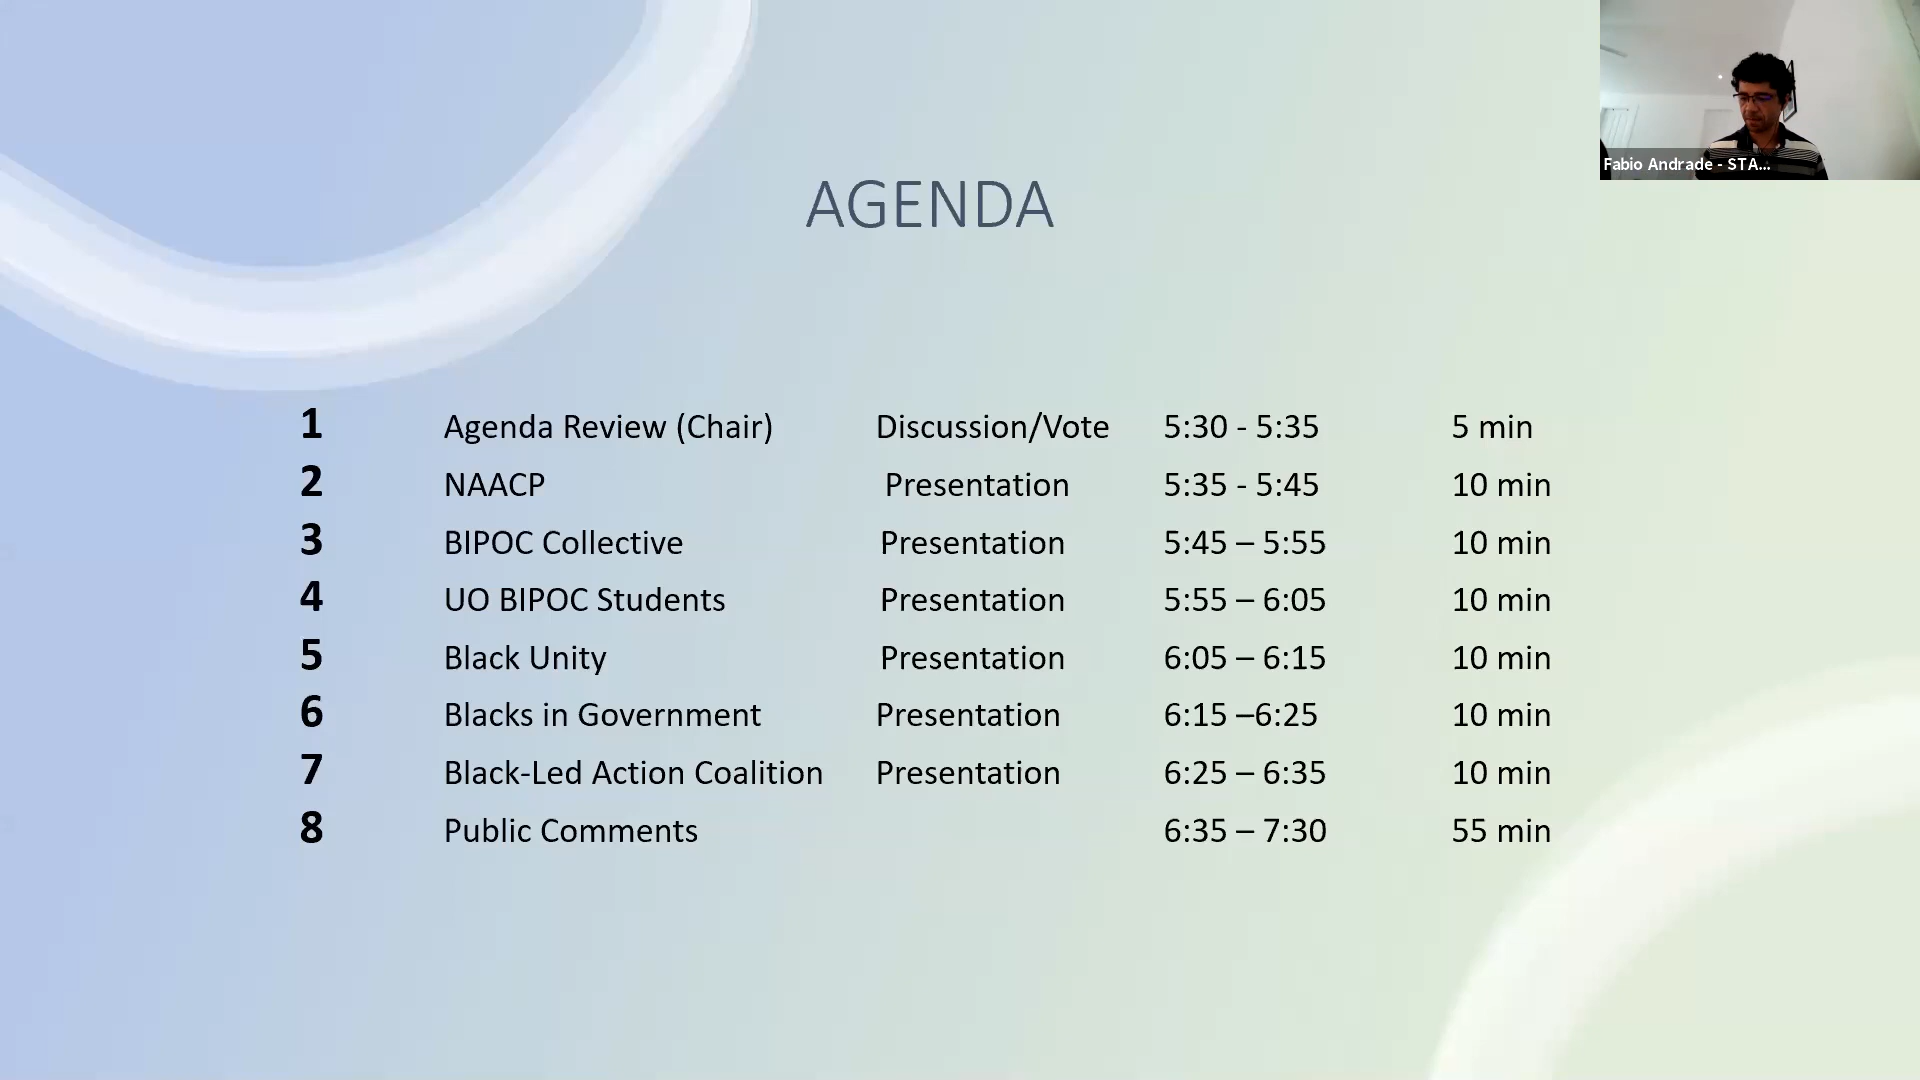 Fabio Andrade - STA...
AGENDA
1 Agenda Review (Chair) Discussion/Vote 5:30 - 5:35 5 min
2 NAACP Presentation 5:35 - 5:45 10 min
3 BIPOC Collective Presentation 5:45 – 5:55 10 min
4 UO BIPOC Students Presentation 5:55 – 6:05 10 min
5 Black Unity Presentation 6:05 – 6:15 10 min
6 Blacks in Government Presentation 6:15 –6:25 10 min
7 Black-Led Action Coalition Presentation 6:25 – 6:35 10 min
8 Public Comments 6:35 – 7:30 55 min